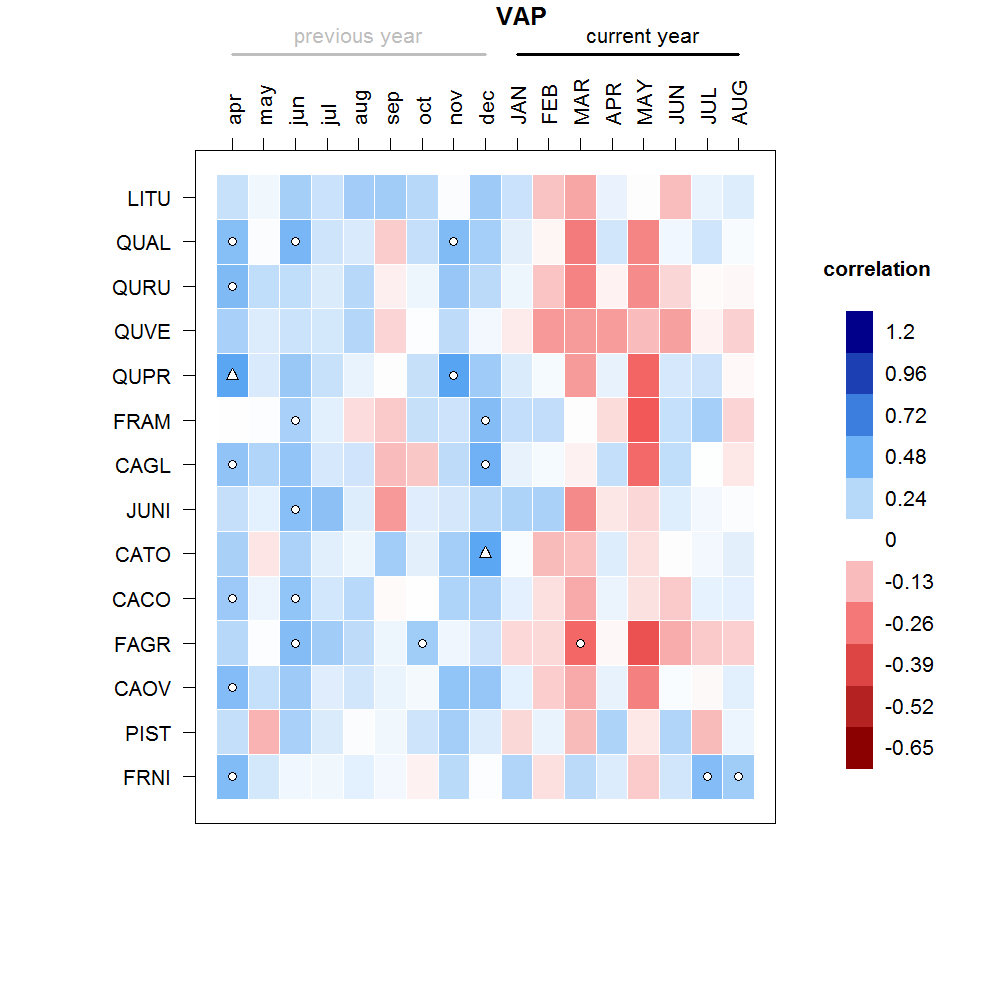 VAP
previous year
current year
apr may jun jul aug sep oct nov dec JAN FEB MAR APR MAY JUN JUL AUG
LITU
QUAL
QURU
QUVE
QUPR
FRAM
CAGL
JUNI
CATO
CACO
FAGR
CAOV
PIST
FRNI
correlation
1.2
0.96
0.72
0.48
0.24
0
-0.13
-0.26
-0.39
-0.52
-0.65